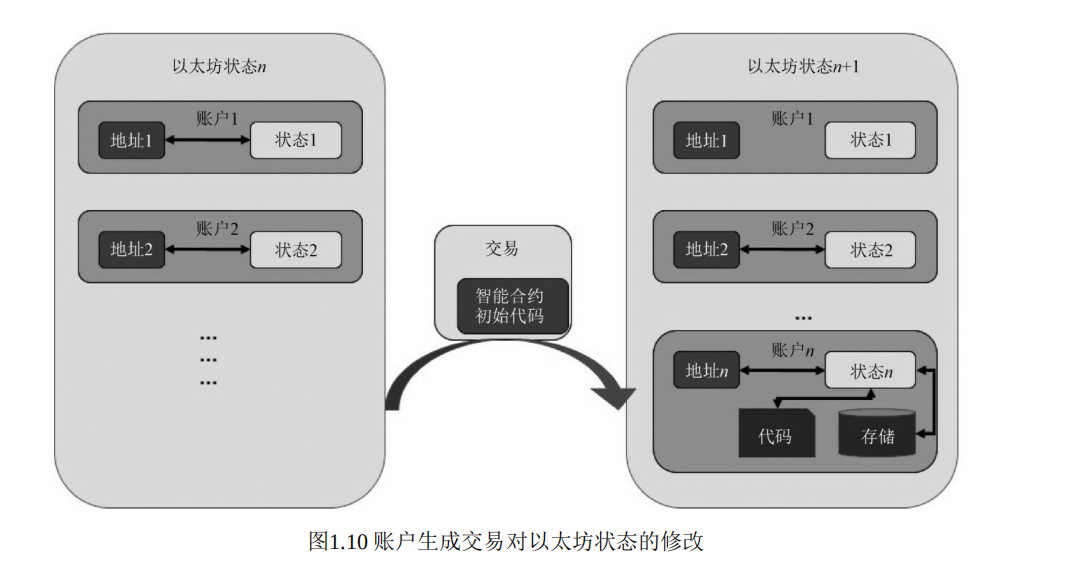 以太坊状态n
账户1
地址1
状态1
账户2
地址2
状态2
...
...
...
交易
智能合约
初始代码
以太坊状态n+1
账户1
地址1
状态1
账户2
地址2
状态2
...
账户n
地址n
状态n
代码
存储
图1.10 账户生成交易对以太坊状态的修改